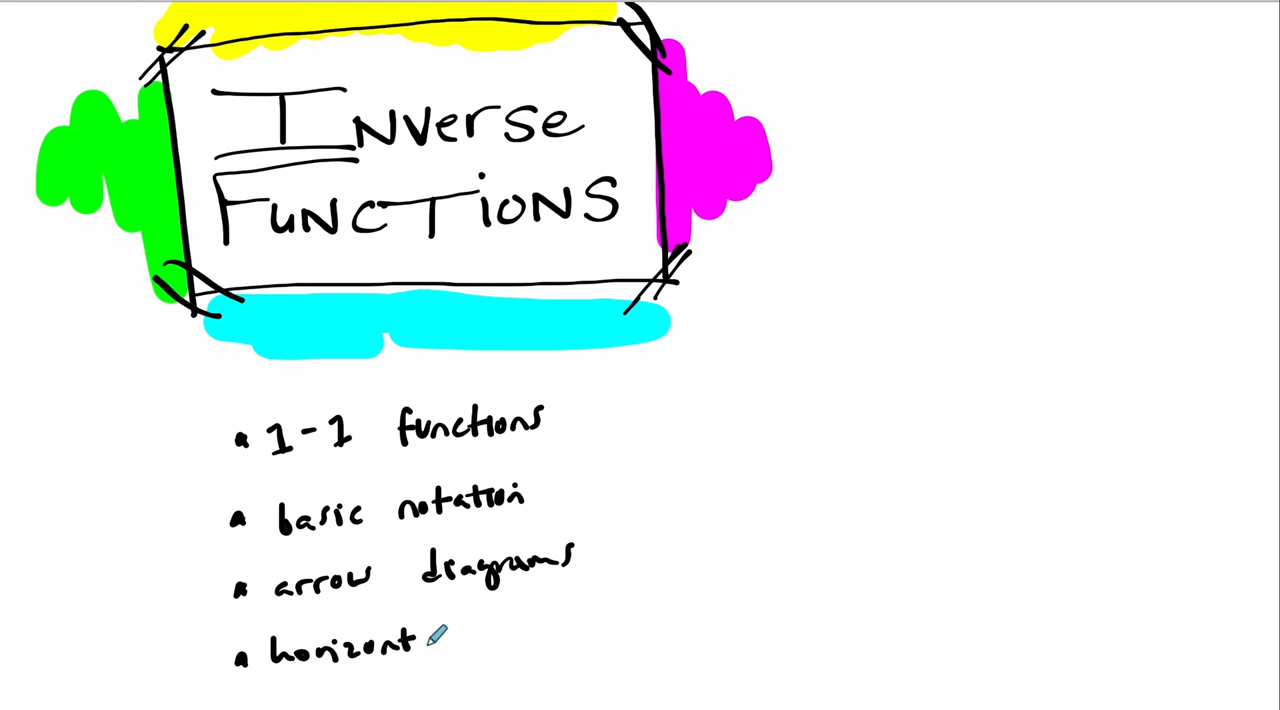 Inverse
Functions
1-1 functions
basic notation
arrow diagrams
horizont